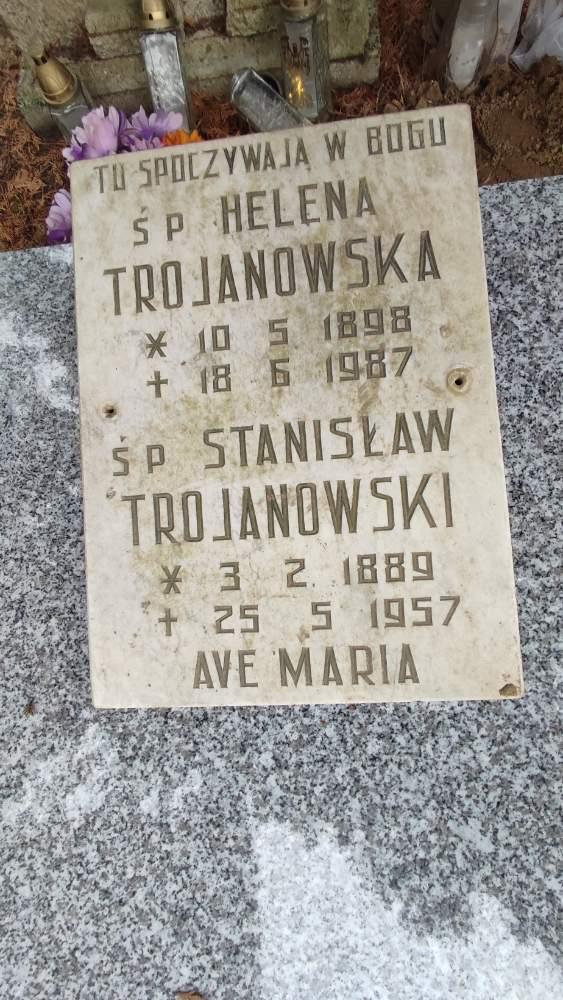 TU SPOCZYWAJĄ W BOGU
ŚP HELENA
TROJANOWSKA
* 10 5 1898
+ 18 6 1987
ŚP STANISŁAW
TROJANOWSKI
* 3 2 1889
+ 25 5 1957
AVE MARIA